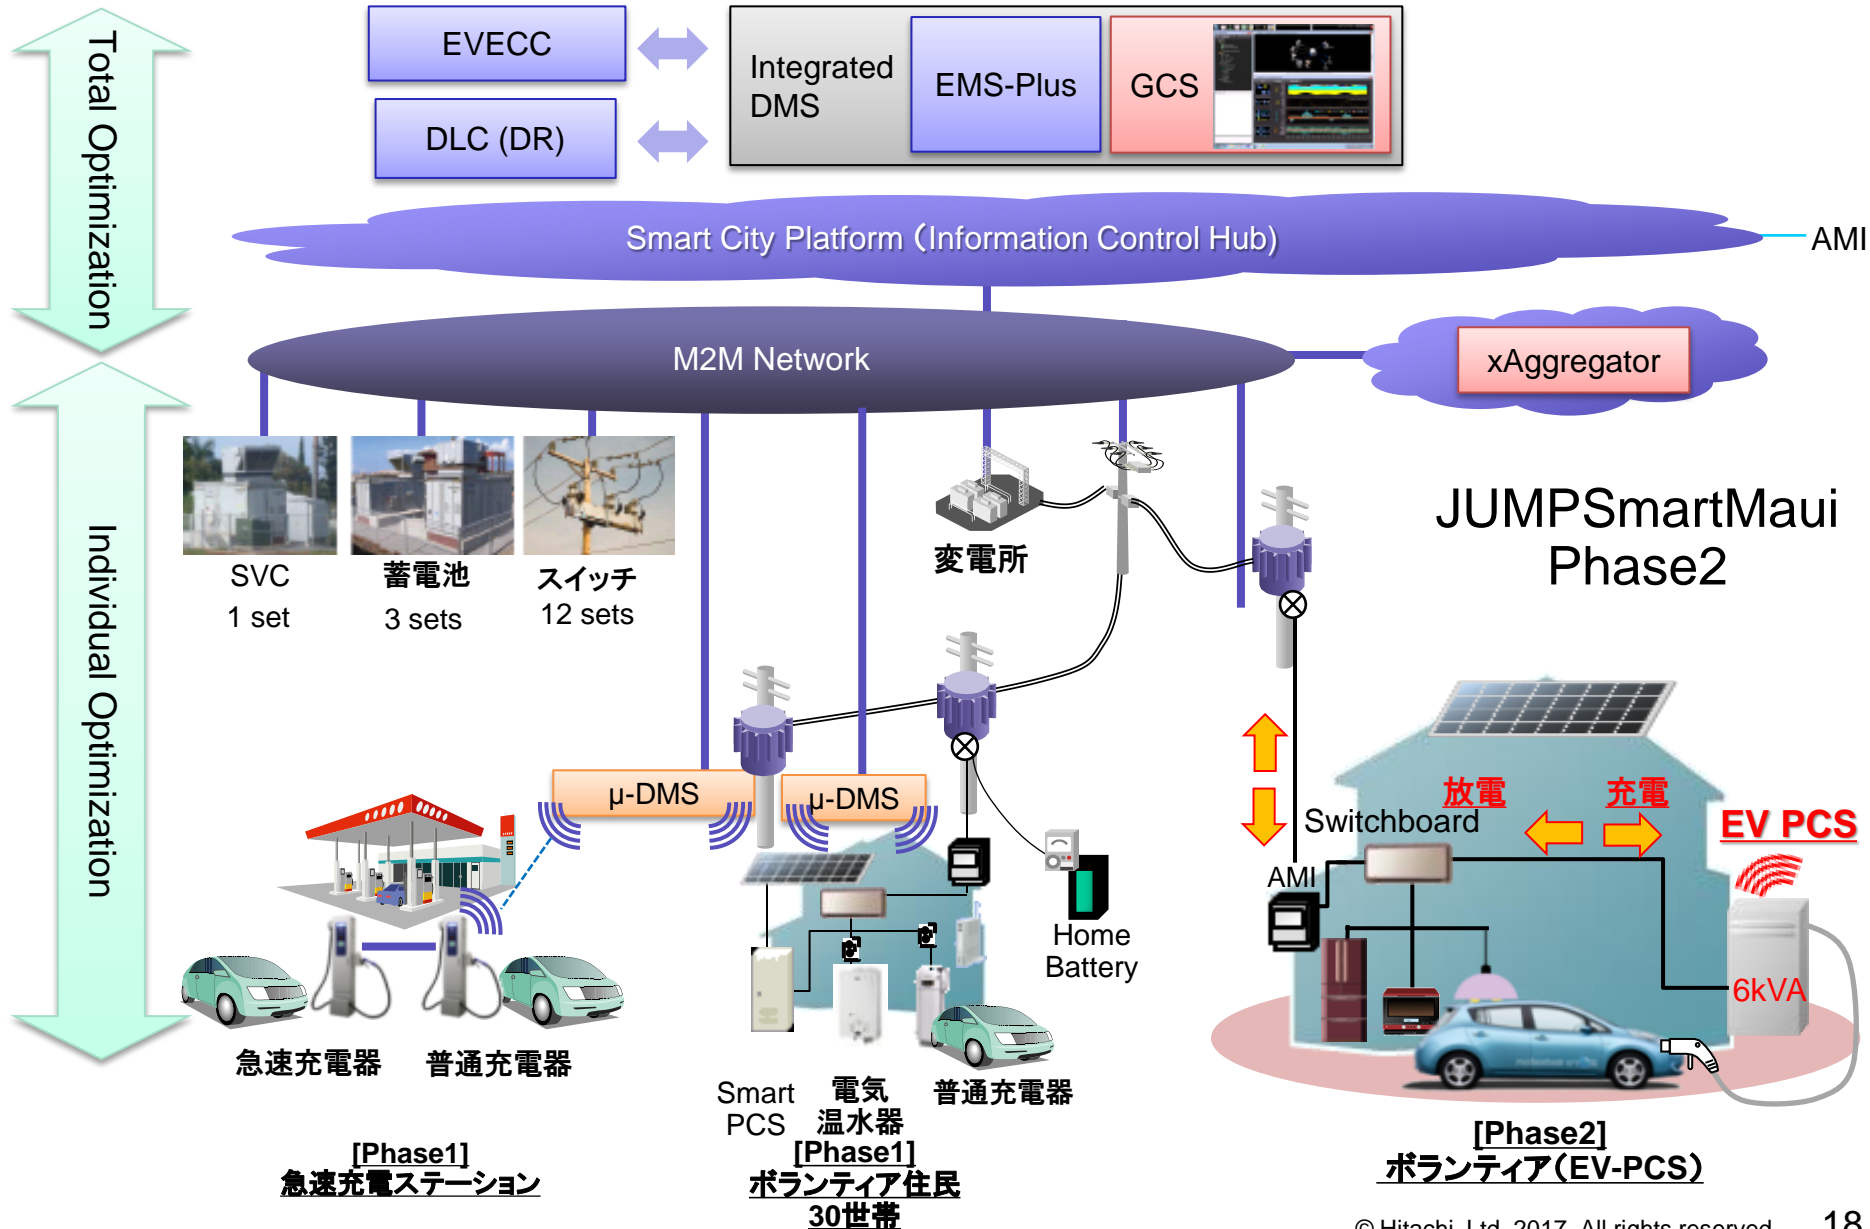 Total Optimization
EVECC
DLC (DR)
Integrated
DMS
EMS-Plus
GCS
Smart City Platform （Information Control Hub)
AMI
M2M Network
xAggregator
Individual Optimization
SVC
1 set
蓄電池
3 sets
スイッチ
12 sets
変電所
JUMPSmartMaui
Phase2
μ-DMS
μ-DMS
放電
充電
Switchboard
EV PCS
AMI
6kVA
Home
Battery
急速充電器
普通充電器
Smart
PCS
電気
温水器
普通充電器
[Phase1]
急速充電ステーション
[Phase1]
ボランティア住民
30世帯
[Phase2]
ボランティア（EV-PCS）
© Hitachi, Ltd. 2017. All rights reserved.
18